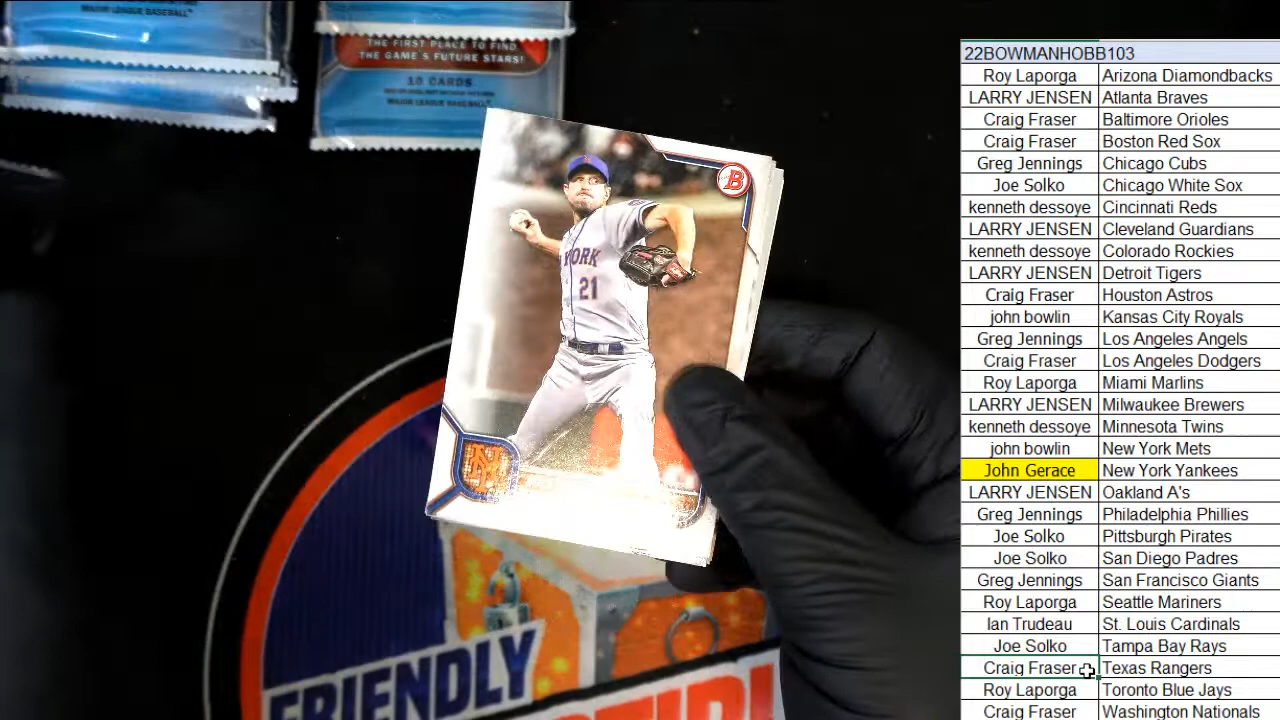 MAJOR LEAGUE BASEBALL
THE FIRST PLACE TO FIND
THE GAME'S FUTURE STARS!
10 CARDS
MAJOR LEAGUE BASEBALL
B
YORK
21
NY
FRIENDLY
22BOWMANHOBB103
Roy Laporga Arizona Diamondbacks
LARRY JENSEN Atlanta Braves
Craig Fraser Baltimore Orioles
Craig Fraser Boston Red Sox
Greg Jennings Chicago Cubs
Joe Solko Chicago White Sox
kenneth dessoye Cincinnati Reds
LARRY JENSEN Cleveland Guardians
kenneth dessoye Colorado Rockies
LARRY JENSEN Detroit Tigers
Craig Fraser Houston Astros
john bowlin Kansas City Royals
Greg Jennings Los Angeles Angels
Craig Fraser Los Angeles Dodgers
Roy Laporga Miami Marlins
LARRY JENSEN Milwaukee Brewers
kenneth dessoye Minnesota Twins
john bowlin New York Mets
John Gerace New York Yankees
LARRY JENSEN Oakland A's
Greg Jennings Philadelphia Phillies
Joe Solko Pittsburgh Pirates
Joe Solko San Diego Padres
Greg Jennings San Francisco Giants
Roy Laporga Seattle Mariners
Ian Trudeau St. Louis Cardinals
Joe Solko Tampa Bay Rays
Craig Fraser Texas Rangers
Roy Laporga Toronto Blue Jays
Craig Fraser Washington Nationals